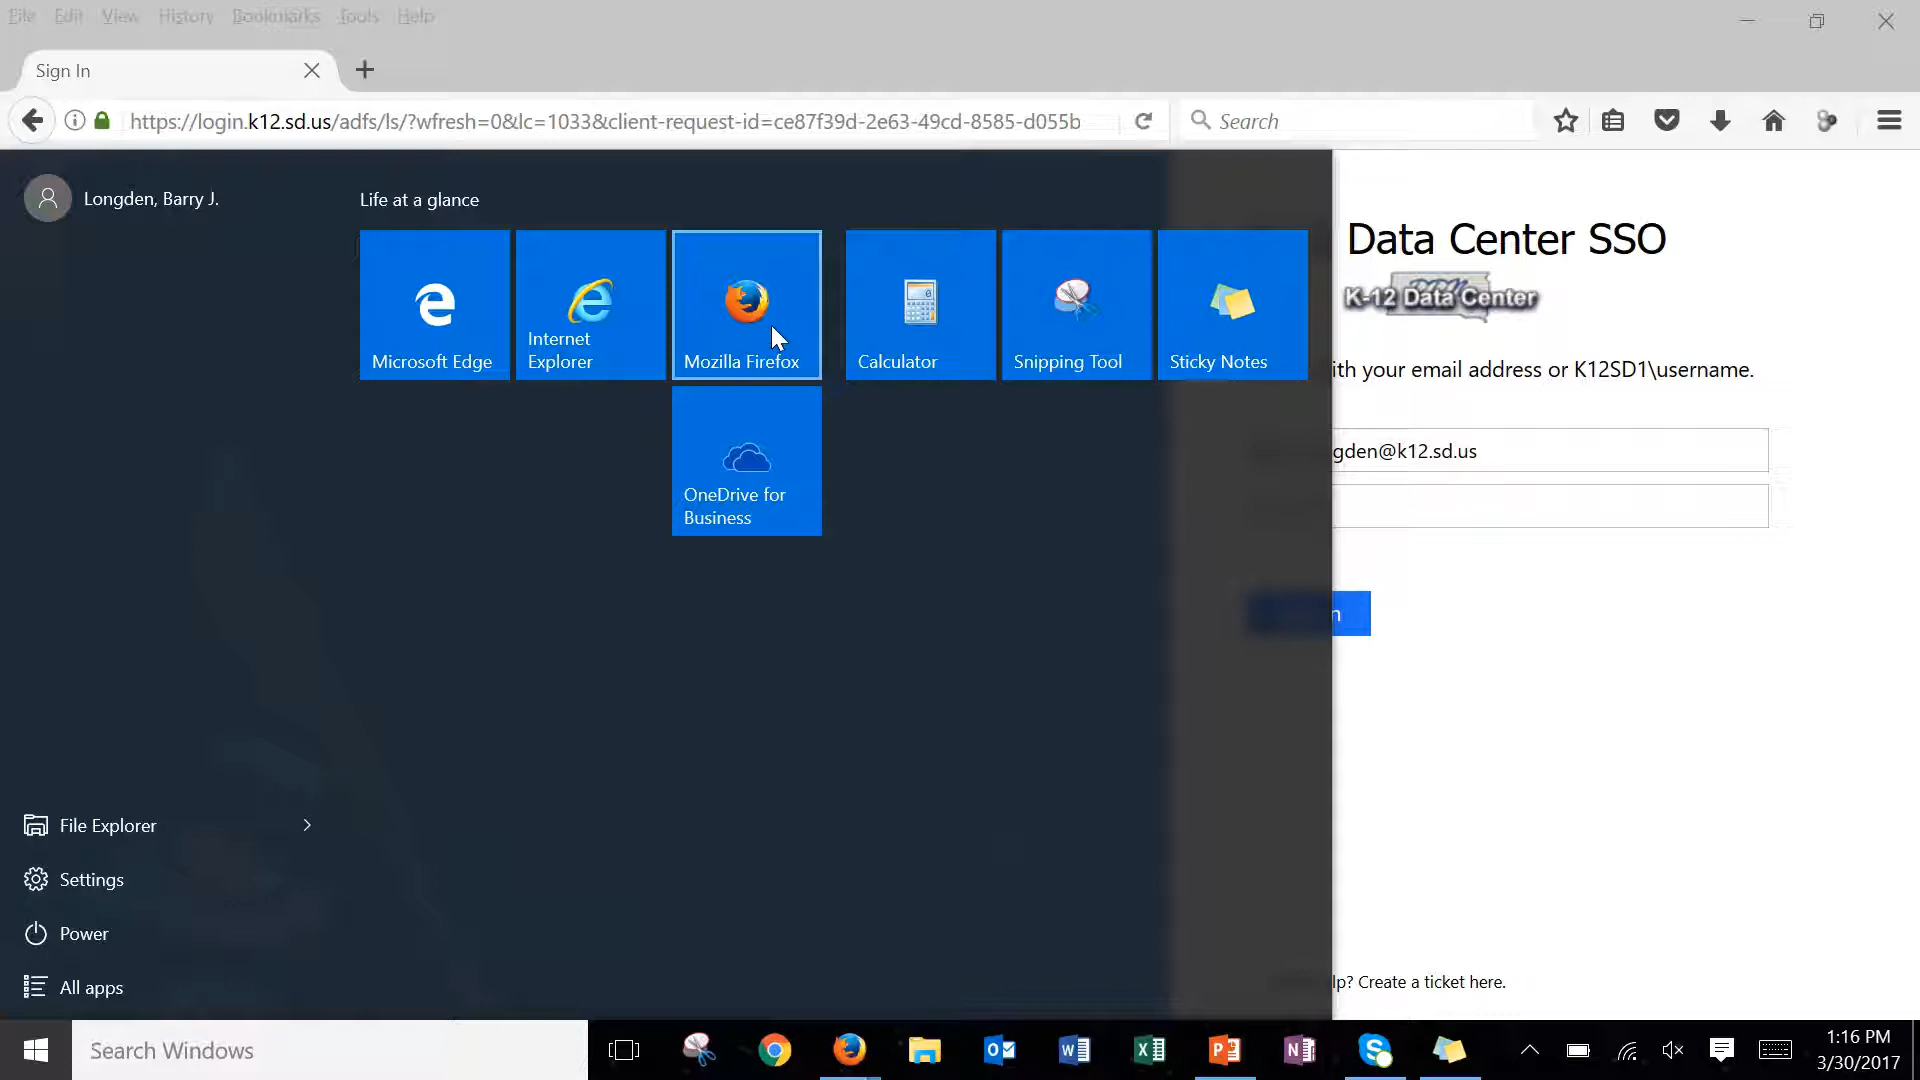 File Edit View History Bookmarks Tools Help
Sign In
https://login.k12.sd.us/adfs/ls/?wfresh=0&lc=1033&client-request-id=ce87f39d-2e63-49cd-8585-d055b
Search
Longden, Barry J.
Life at a glance
Microsoft Edge
Internet
Explorer
Mozilla Firefox
Calculator
Snipping Tool
Sticky Notes
OneDrive for
Business
Data Center SSO
K-12 Data Center
ith your email address or K12SD1\username.
gden@k12.sd.us
n
lp? Create a ticket here.
File Explorer
Settings
Power
All apps
Search Windows
1:16 PM
3/30/2017